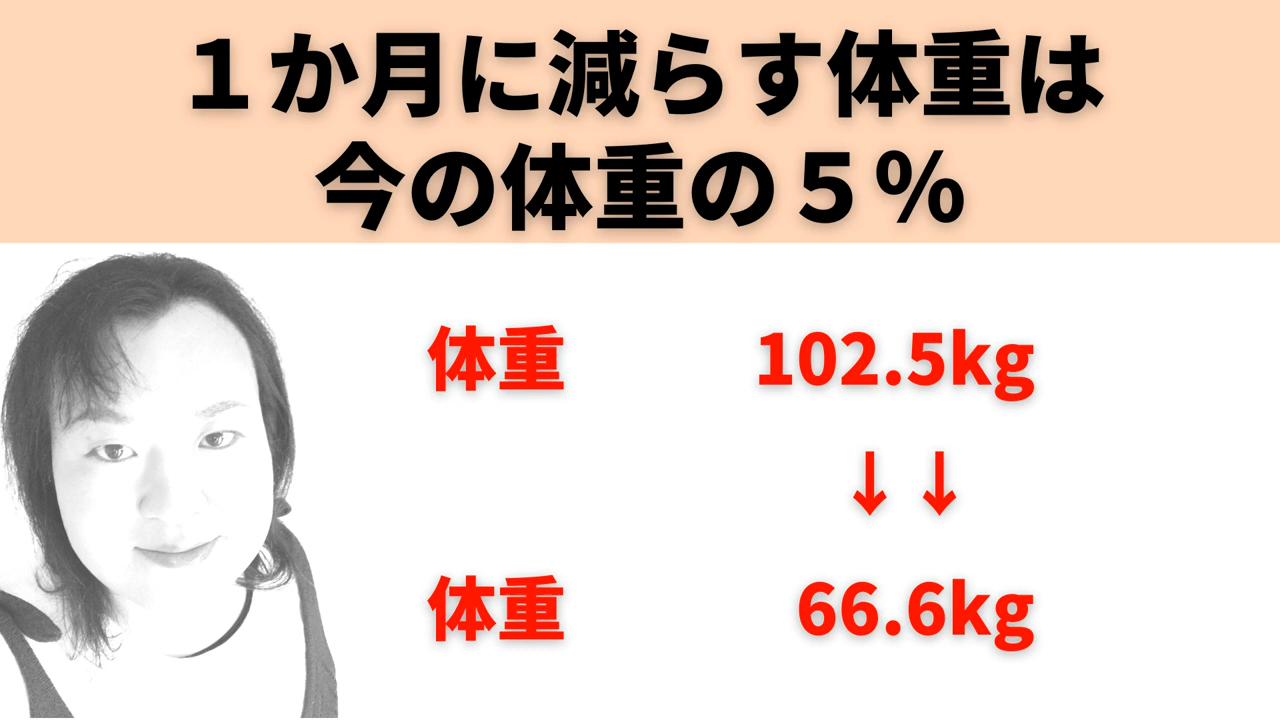 １か月に減らす体重は
今の体重の５％
体重 102.5kg
↓↓
体重 66.6kg